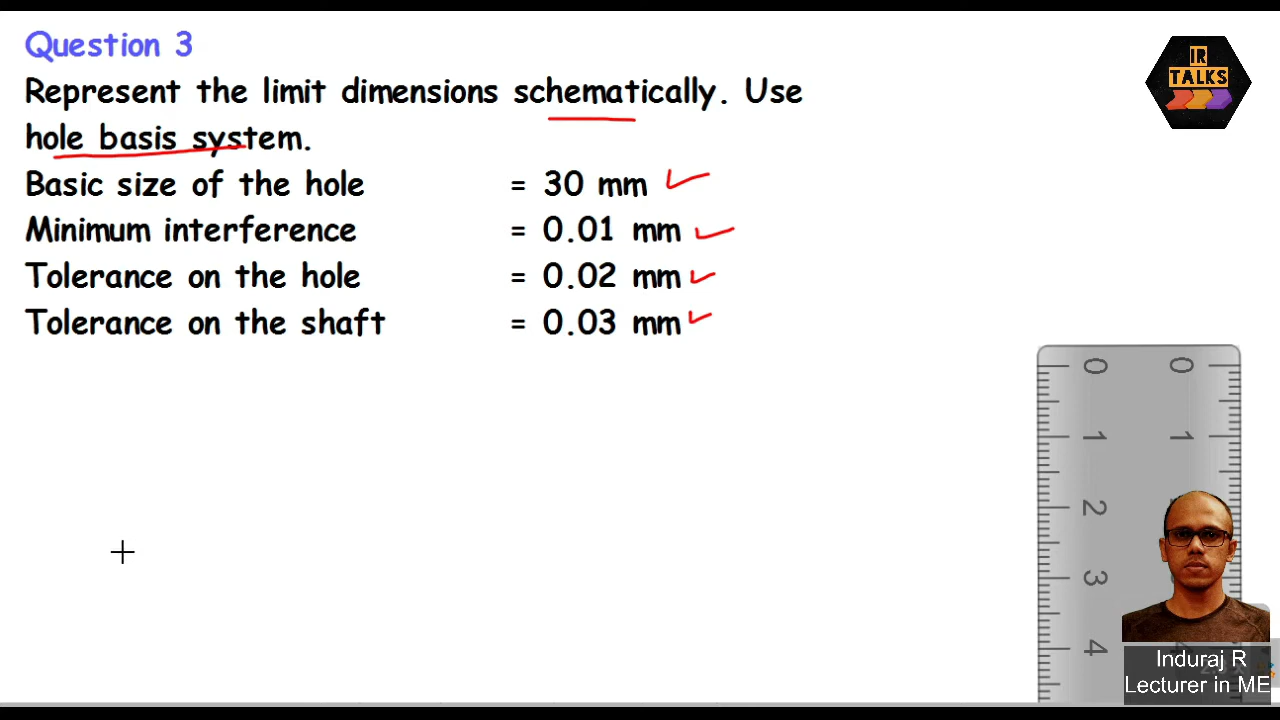 Question 3
IR
TALKS
Represent the limit dimensions schematically. Use
hole basis system.
Basic size of the hole = 30 mm
Minimum interference = 0.01 mm
Tolerance on the hole = 0.02 mm
Tolerance on the shaft = 0.03 mm
0 0
1 1
2
3
4
Induraj R
Lecturer in ME